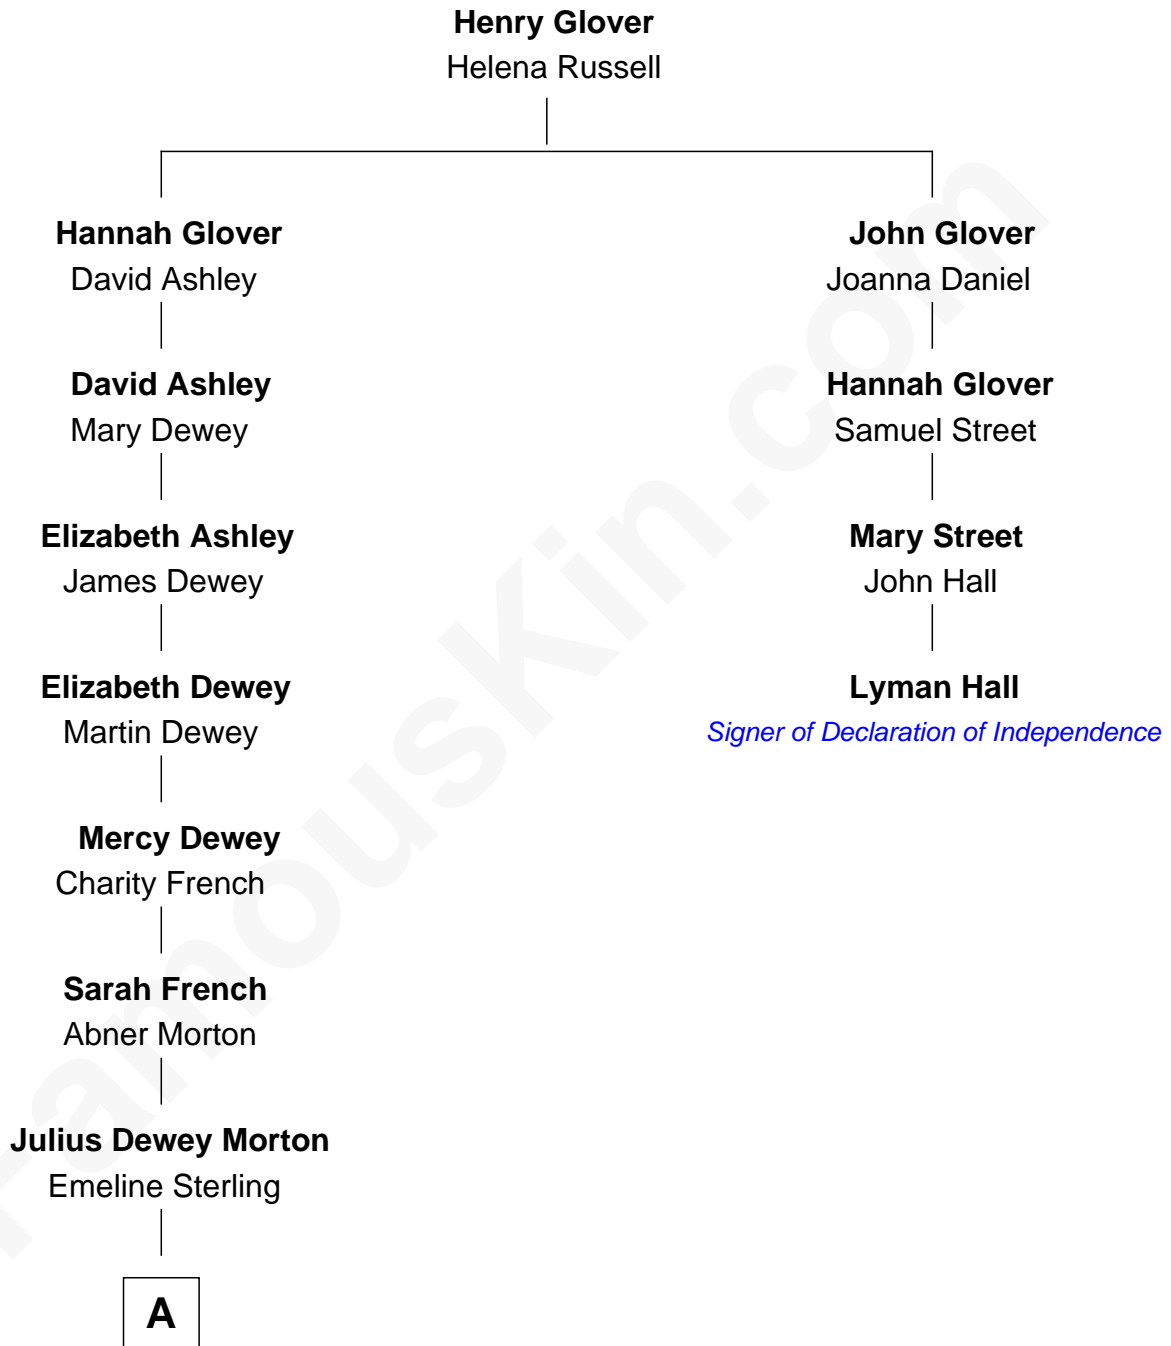 Henry Glover
Helena Russell
Hannah Glover
David Ashley
John Glover
Joanna Daniel
David Ashley
Mary Dewey
Hannah Glover
Samuel Street
Elizabeth Ashley
James Dewey
Mary Street
John Hall
Elizabeth Dewey
Martin Dewey
Lyman Hall
Signer of Declaration of Independence
Mercy Dewey
Charity French
Sarah French
Abner Morton
Julius Dewey Morton
Emeline Sterling
A
FamousKin.com